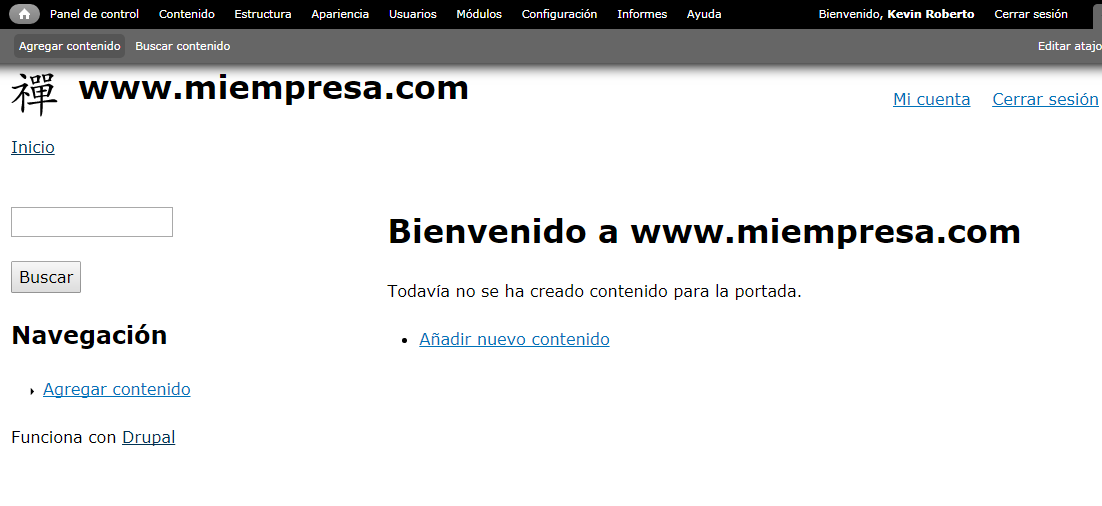 Panel de control Contenido Estructura Apariencia Usuarios Módulos Configuración Informes Ayuda Bienvenido, Kevin Roberto Cerrar sesión
Agregar contenido Buscar contenido Editar atajo
禪 www.miempresa.com
Mi cuenta Cerrar sesión
Inicio
Bienvenido a www.miempresa.com
Buscar
Todavía no se ha creado contenido para la portada.
Navegación
Añadir nuevo contenido
Agregar contenido
Funciona con Drupal